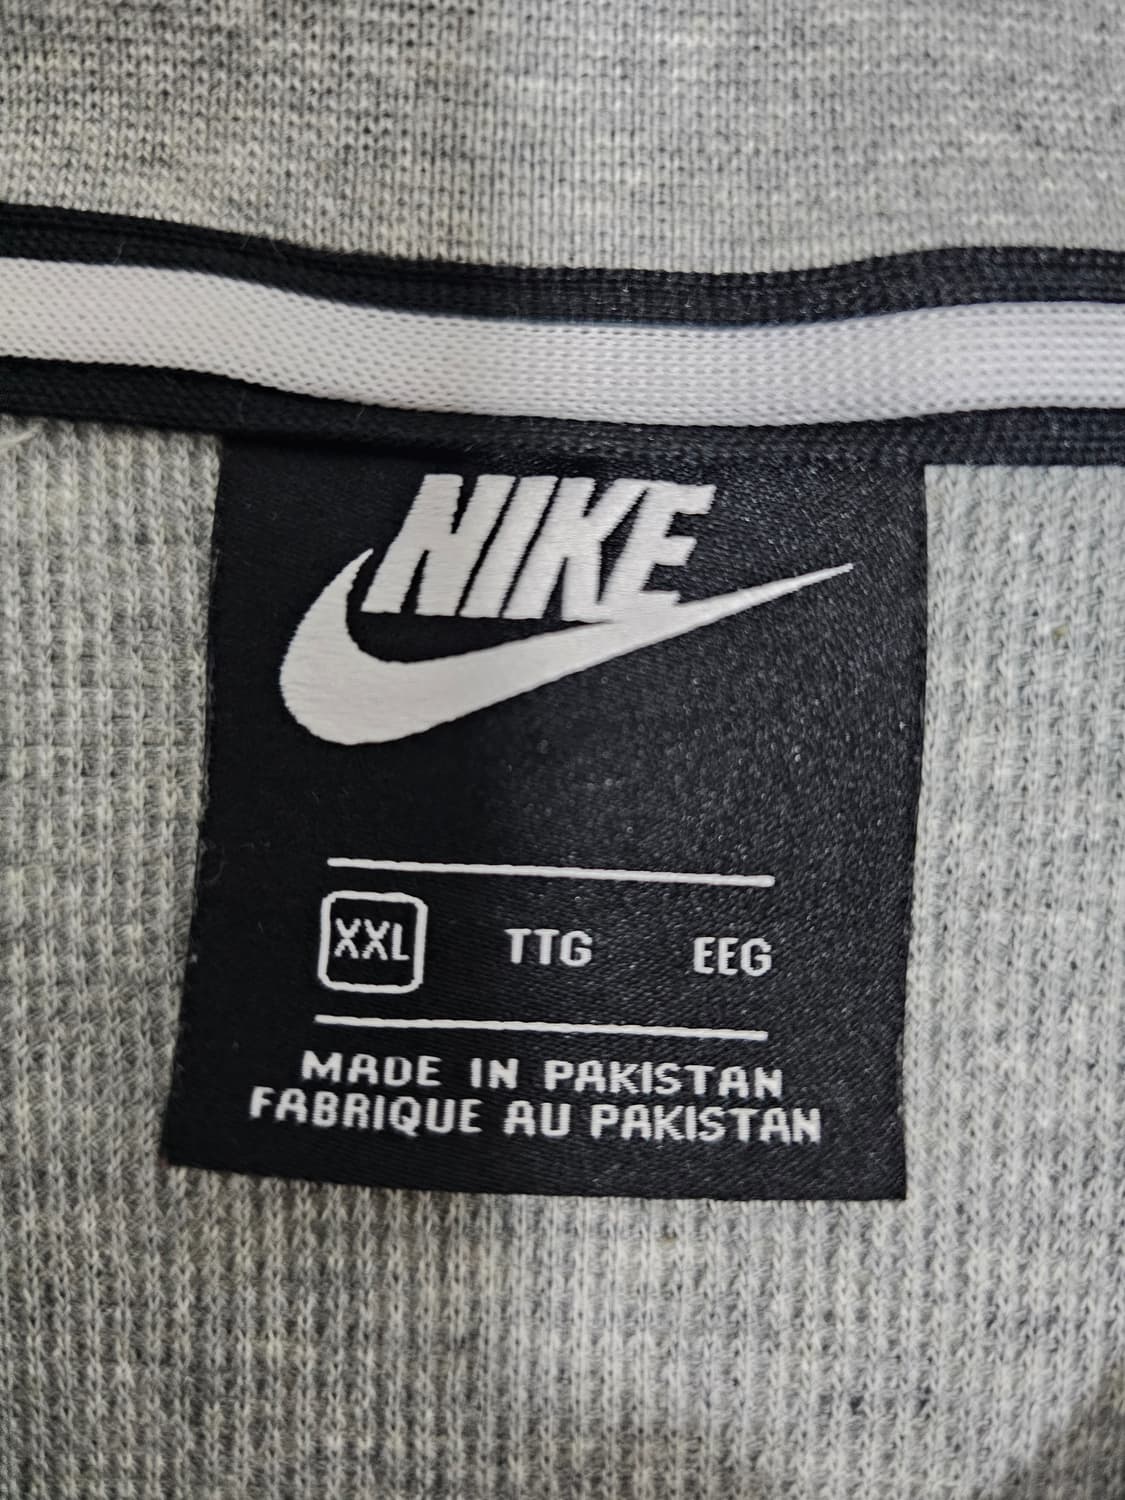 NIKE
XXL TTG EEG
MADE IN PAKISTAN
FABRIQUE AU PAKISTAN